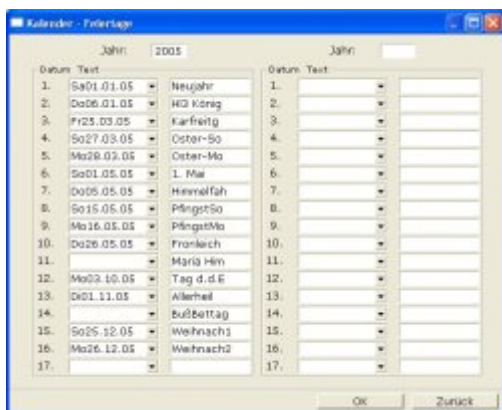 Kalender - Feiertage
Jahr: 2005 Jahr:
Datum Text Datum Text
1. Sa01.01.05 Neujahr 1.
2. Do06.01.05 Hl3 König 2.
3. Fr25.03.05 Karfreitg 3.
4. So27.03.05 Oster-So 4.
5. Mo28.03.05 Oster-Mo 5.
6. So01.05.05 1. Mai 6.
7. Do05.05.05 Himmelfah 7.
8. So15.05.05 PfingstSo 8.
9. Mo16.05.05 PfingstMo 9.
10. Do26.05.05 Fronleich 10.
11. Maria Him 11.
12. Mo03.10.05 Tag d.d.E 12.
13. Di01.11.05 Allerheil 13.
14. BußBettag 14.
15. So25.12.05 Weihnach1 15.
16. Mo26.12.05 Weihnach2 16.
17. 17.
OK Zurück